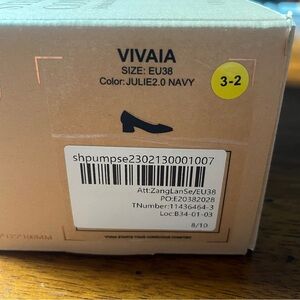 VIVAIA
SIZE: EU38
Color: JULIE2.0 NAVY
3-2
shpumpse2302130001007
Att:ZangLanSe/EU38
PO:E20382028
TNumber:11436464-3
Loc:B34-01-03
8/10